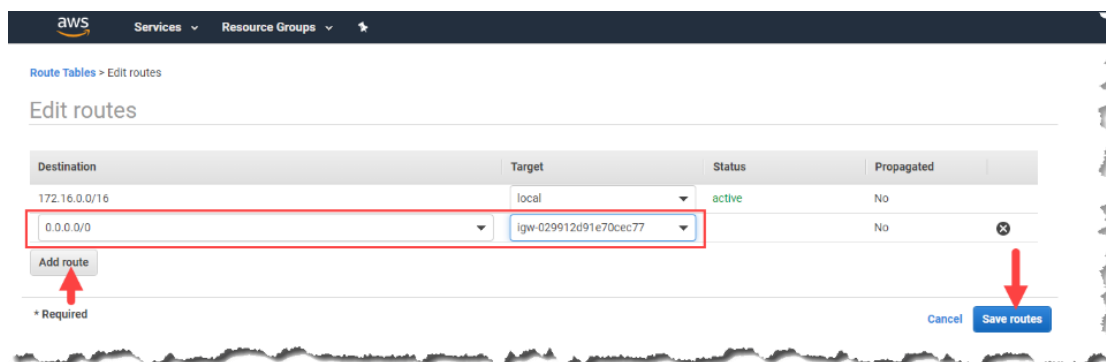 aws Services Resource Groups
Route Tables > Edit routes
Edit routes
Destination Target Status Propagated
172.16.0.0/16 local active No
0.0.0.0/0 igw-029912d91e70cec77 No
Add route
* Required
Cancel Save routes